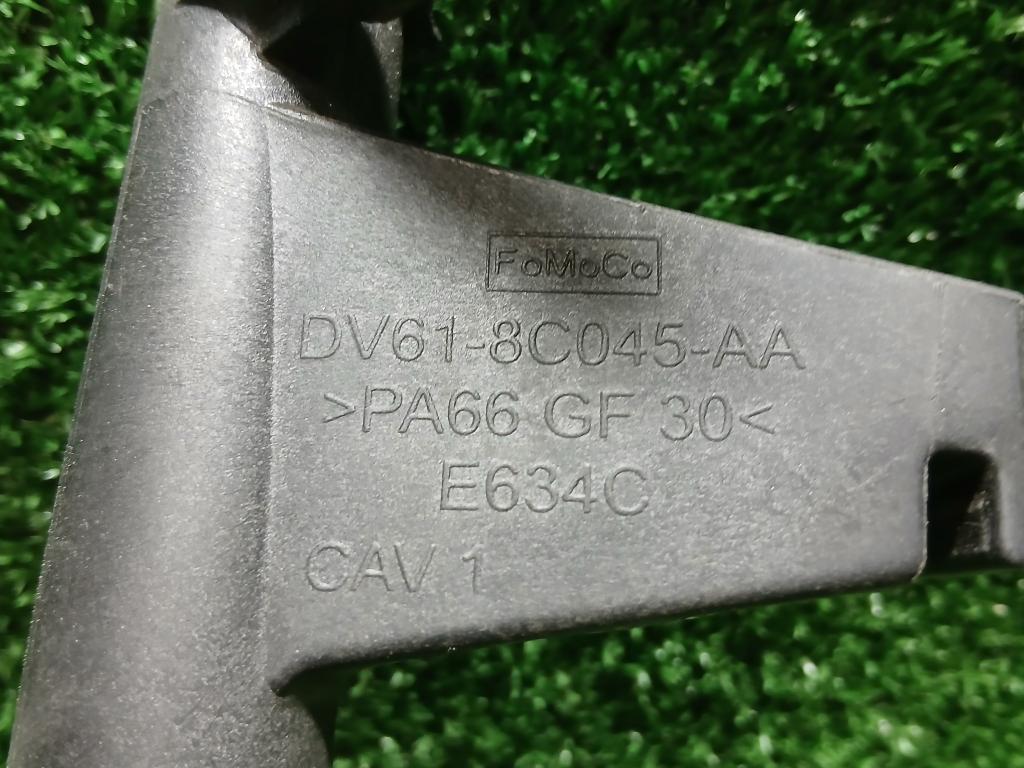 FoMoCo
DV61-8C045-AA
>PA66 GF 30<
E634C
CAV 1